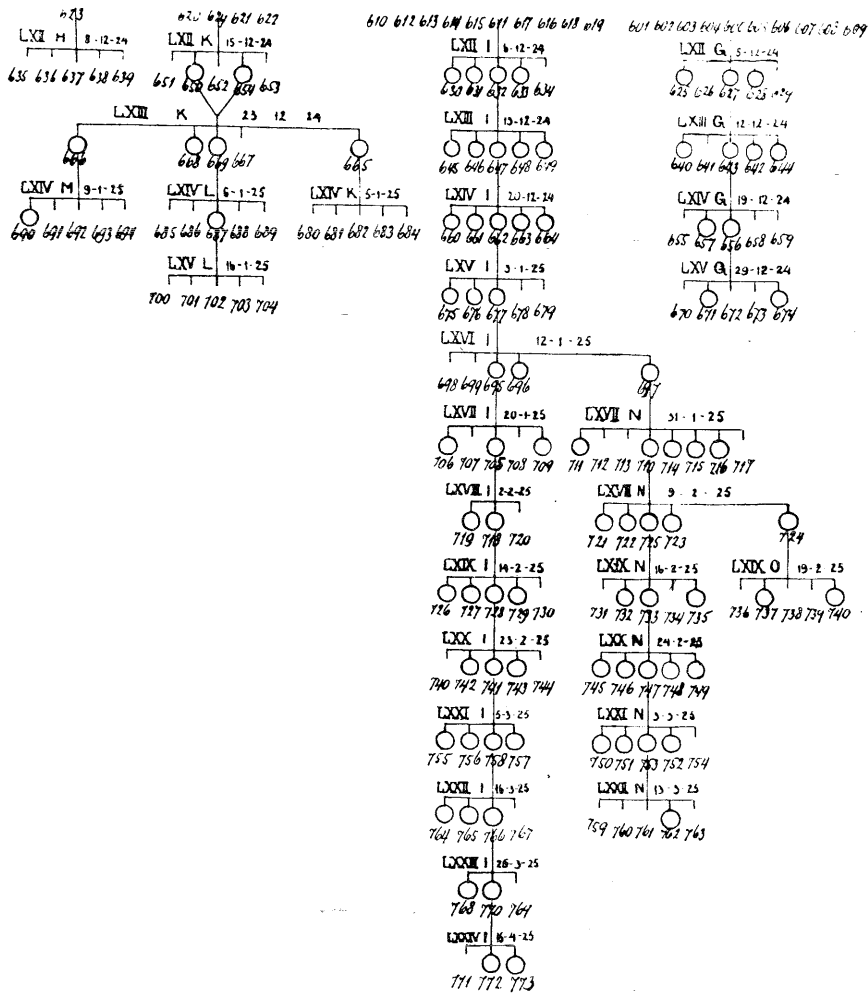 623
620 624 621 622
610 612 613 614 615 611 617 616 618 619
601 602 603 604 606 607 608 609
LXII H 8-12-24
LXII K 15-12-24
LXII I 6-12-24
LXII G 5-12-24
635 636 637 638 639
651 650 652 654 653
630 631 632 633 634
625 626 627 628 629
LXIII K 23 12 24
LXIII I 13-12-24
LXIII G 12-12-24
666 668 669 667 665
645 646 647 648 649
640 641 643 642 644
LXIV M 9-1-25
LXIV L 6-1-25
LXIV K 5-1-25
LXIV I 20-12-24
LXIV G 19-12-24
690 691 692 693 694
685 686 687 688 689
680 681 682 683 684
660 661 662 663 664
655 657 656 658 659
LXV L 16-1-25
LXV I 3-1-25
LXV G 29-12-24
700 701 702 703 704
675 676 677 678 679
670 671 672 673 674
LXVI I 12-1-25
698 699 695 696 697
LXVII I 20-1-25
LXVII N 31-1-25
706 707 705 708 709
711 712 713 710 714 715 716 717
LXVIII I 2-2-25
LXVIII N 9-2-25
719 718 720
721 722 725 723 724
LXIX I 14-2-25
LXIX N 16-2-25
LXIX O 19-2-25
726 727 728 729 730
731 732 733 734 735
736 737 738 739 740
LXX I 23-2-25
LXX N 24-2-25
740 742 741 743 744
745 746 747 748 749
LXXI I 5-3-25
LXXI N 3-3-25
755 756 758 757
750 751 753 752 754
LXXII I 16-3-25
LXXII N 13-3-25
764 765 766 767
759 760 761 762 763
LXXIII I 26-3-25
768 770 764
LXXIV I 15-4-25
771 772 773